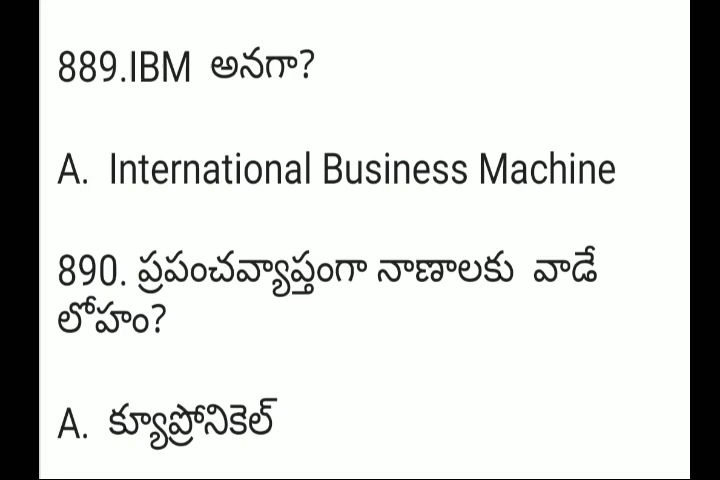 889.IBM అనగా?
A. International Business Machine
890. ప్రపంచవ్యాప్తంగా నాణాలకు వాడే
లోహం?
A. క్యూప్రోనికెల్